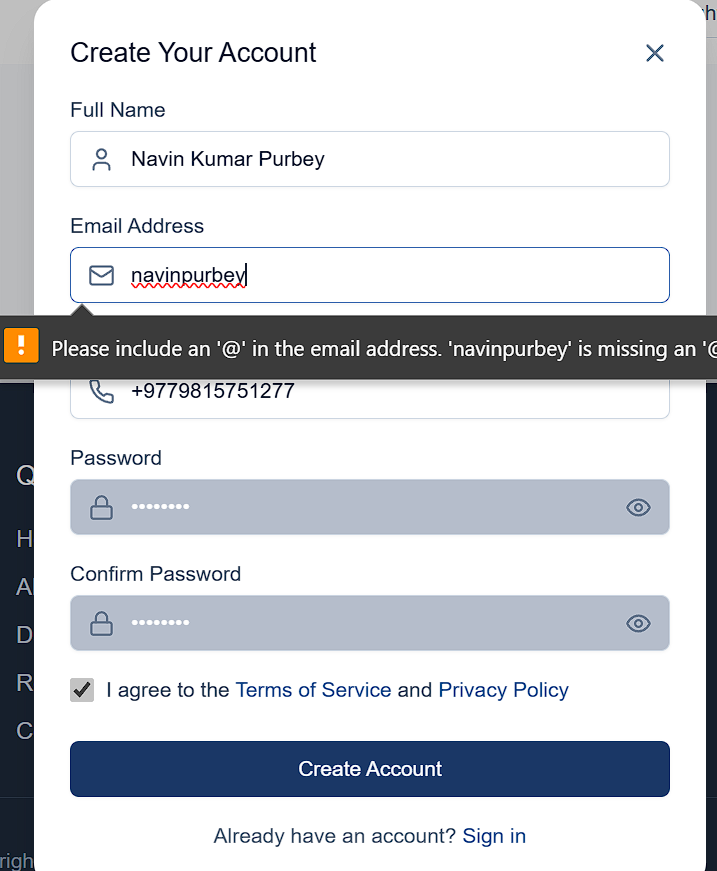 Create Your Account
Full Name
Navin Kumar Purbey
Email Address
navinpurbey
Please include an '@' in the email address. 'navinpurbey' is missing an '@
+9779815751277
Password
••••••••
Confirm Password
••••••••
I agree to the Terms of Service and Privacy Policy
Create Account
Already have an account? Sign in